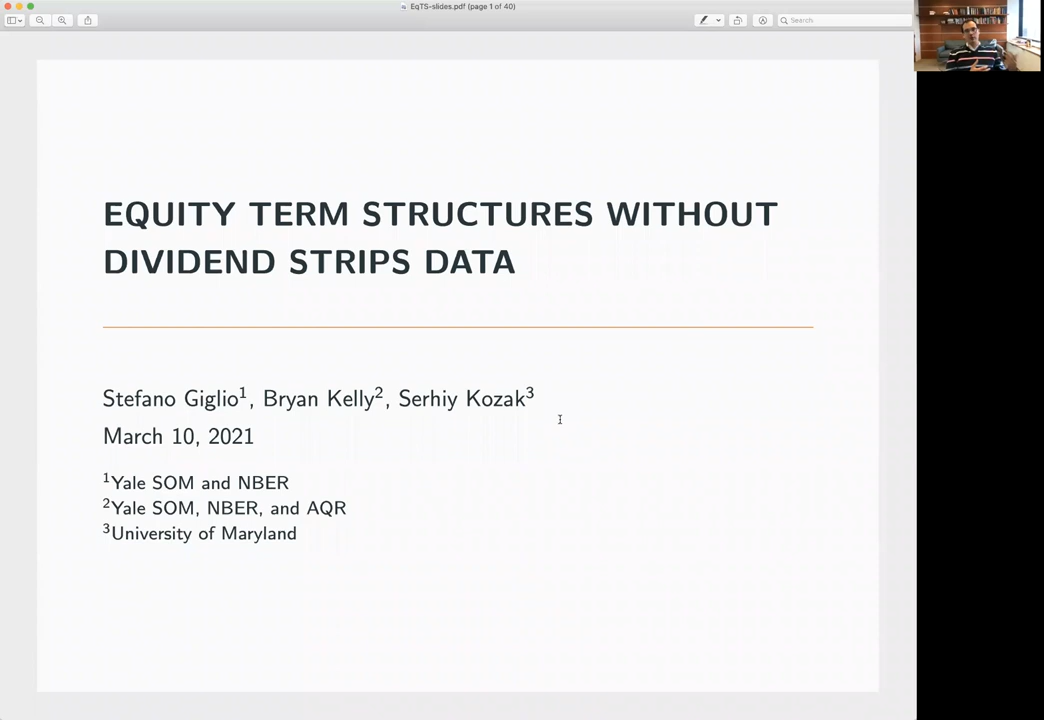 EqTS-slides.pdf (page 1 of 40)
Search
EQUITY TERM STRUCTURES WITHOUT
DIVIDEND STRIPS DATA
Stefano Giglio¹, Bryan Kelly², Serhiy Kozak³
March 10, 2021
¹Yale SOM and NBER
²Yale SOM, NBER, and AQR
³University of Maryland